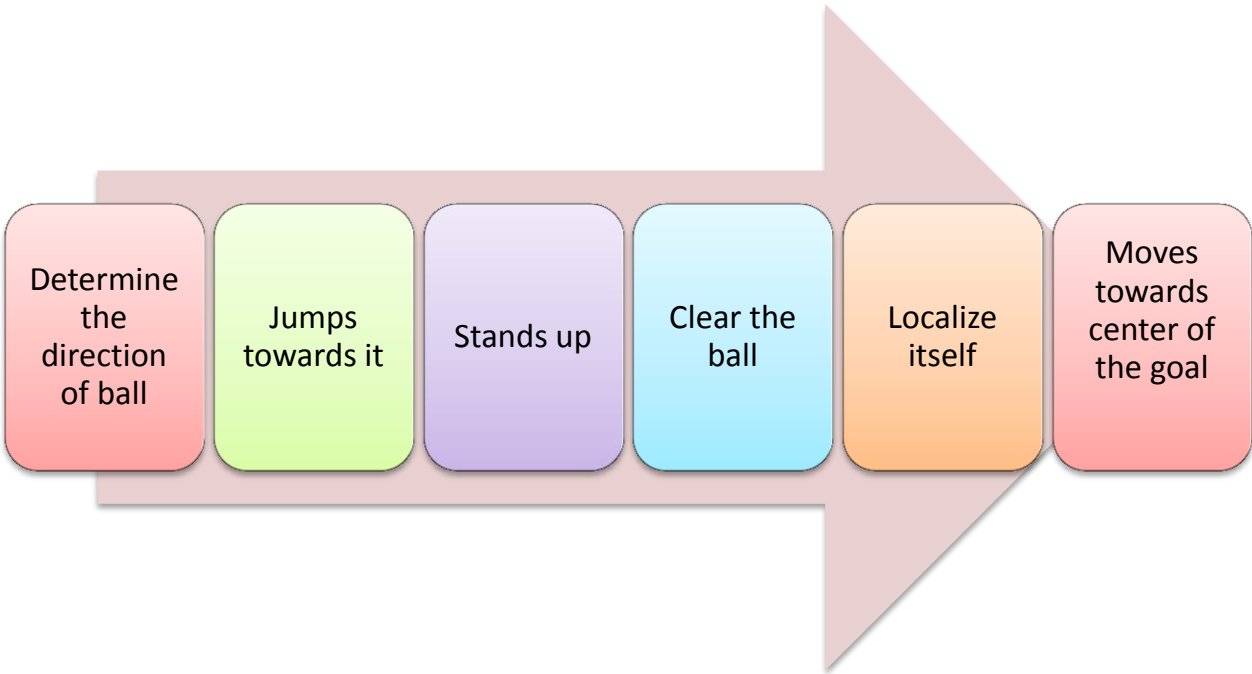 Determine
the
direction
of ball
Jumps
towards it
Stands up
Clear the
ball
Localize
itself
Moves
towards
center of
the goal